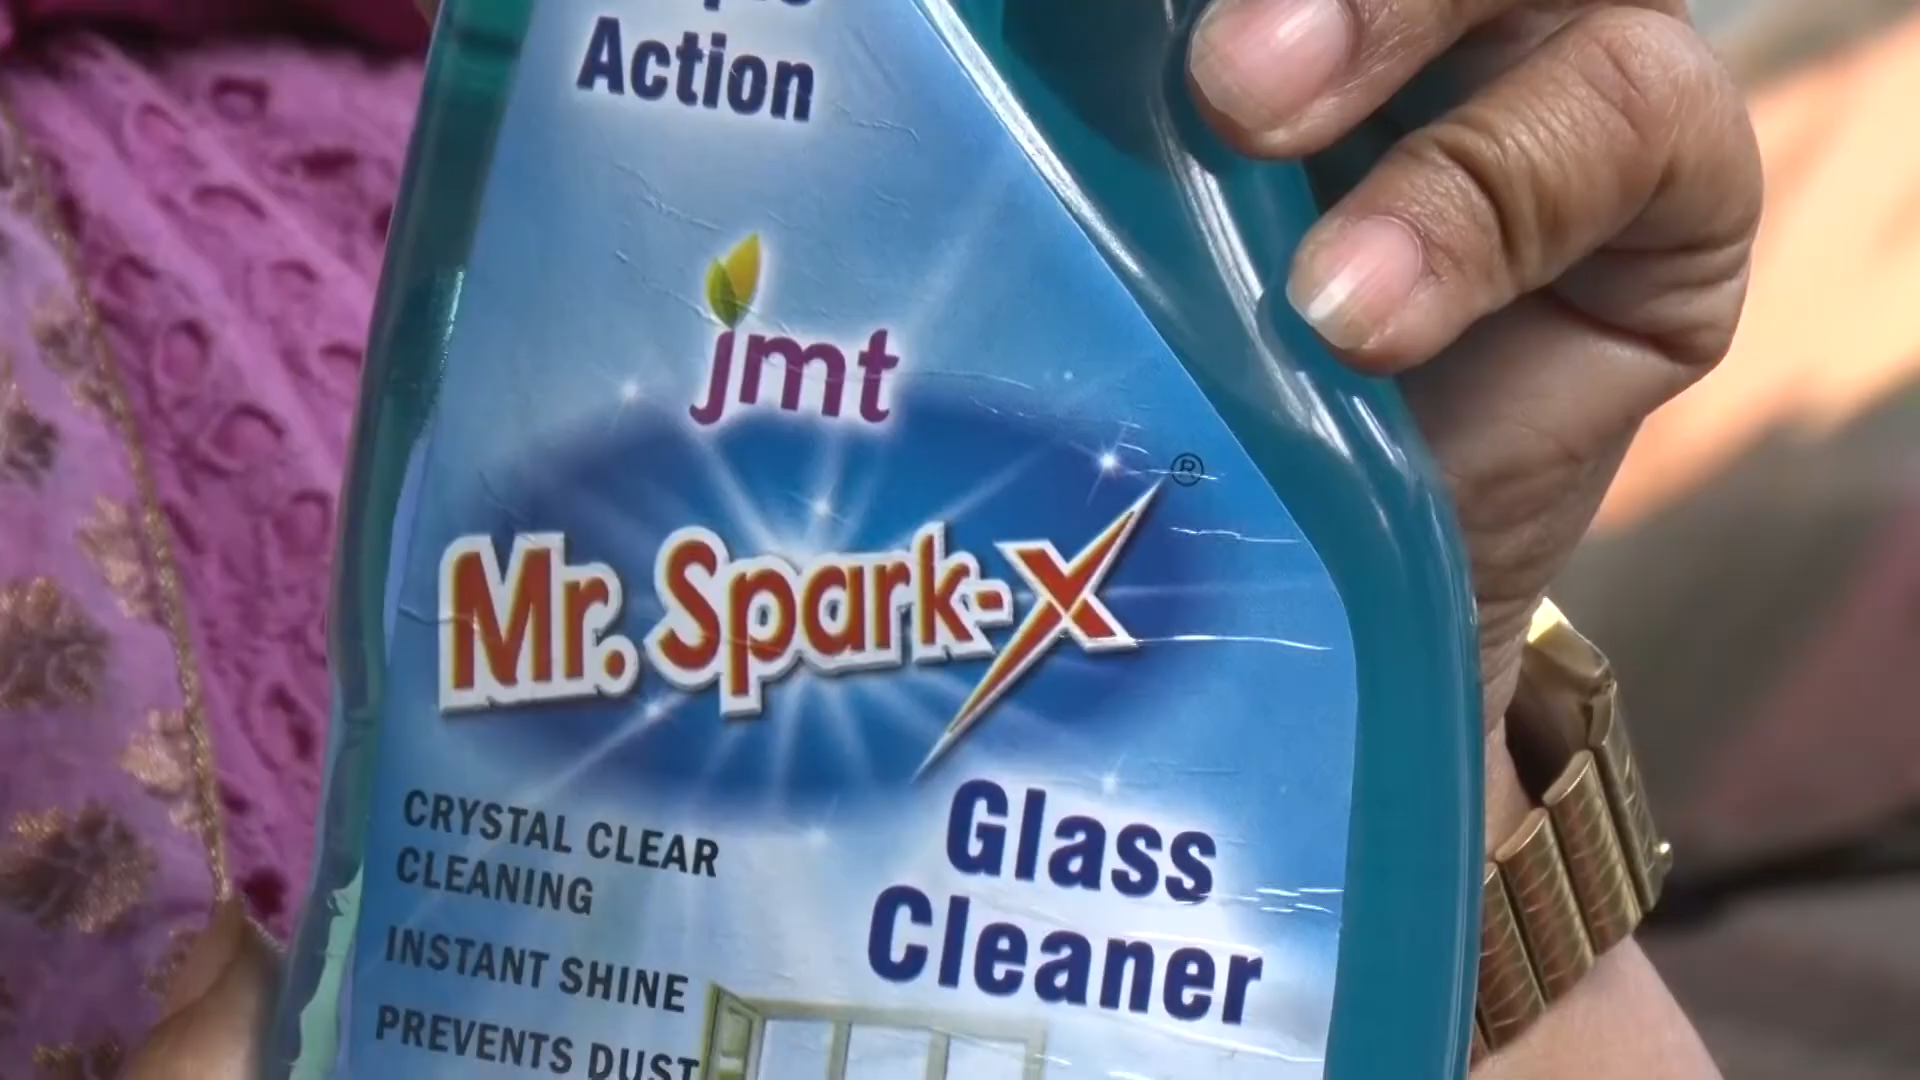 Action
jmt
®
Mr. Spark-X
Glass
Cleaner
CRYSTAL CLEAR
CLEANING
INSTANT SHINE
PREVENTS DUST